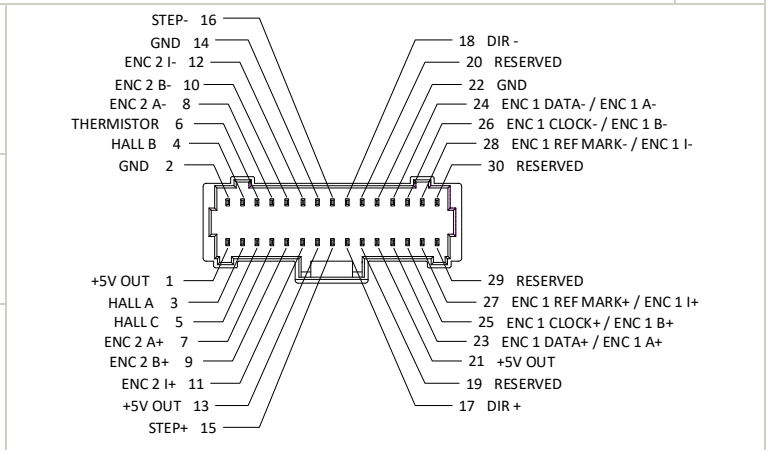 STEP- 16
GND 14
ENC 2 I- 12
ENC 2 B- 10
ENC 2 A- 8
THERMISTOR 6
HALL B 4
GND 2
18 DIR -
20 RESERVED
22 GND
24 ENC 1 DATA- / ENC 1 A-
26 ENC 1 CLOCK- / ENC 1 B-
28 ENC 1 REF MARK- / ENC 1 I-
30 RESERVED
+5V OUT 1
HALL A 3
HALL C 5
ENC 2 A+ 7
ENC 2 B+ 9
ENC 2 I+ 11
+5V OUT 13
STEP+ 15
29 RESERVED
27 ENC 1 REF MARK+ / ENC 1 I+
25 ENC 1 CLOCK+ / ENC 1 B+
23 ENC 1 DATA+ / ENC 1 A+
21 +5V OUT
19 RESERVED
17 DIR +